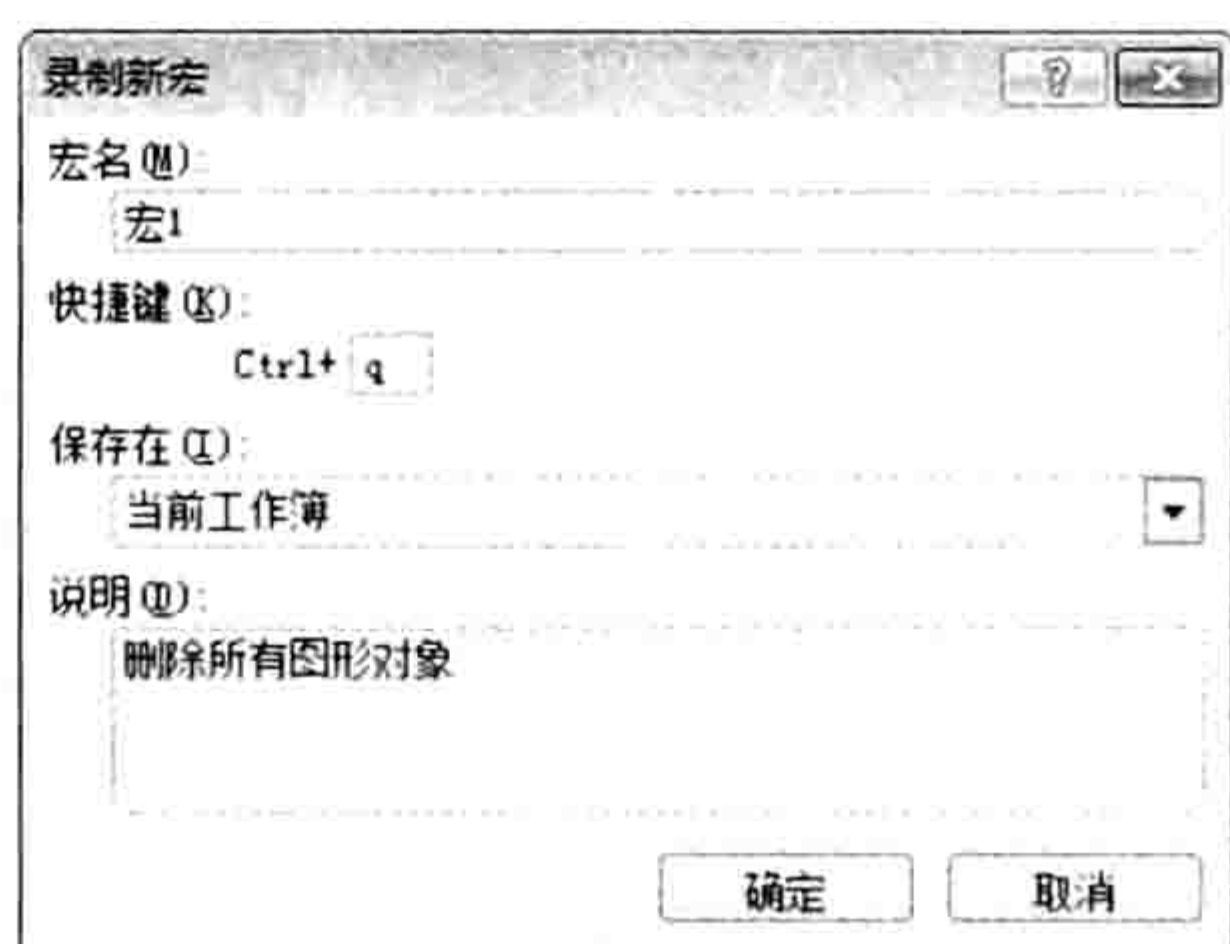 录制新宏
宏名(M):
宏1
快捷键(K):
Ctrl+ q
保存在(I):
当前工作簿
说明(D):
删除所有图形对象
确定 取消